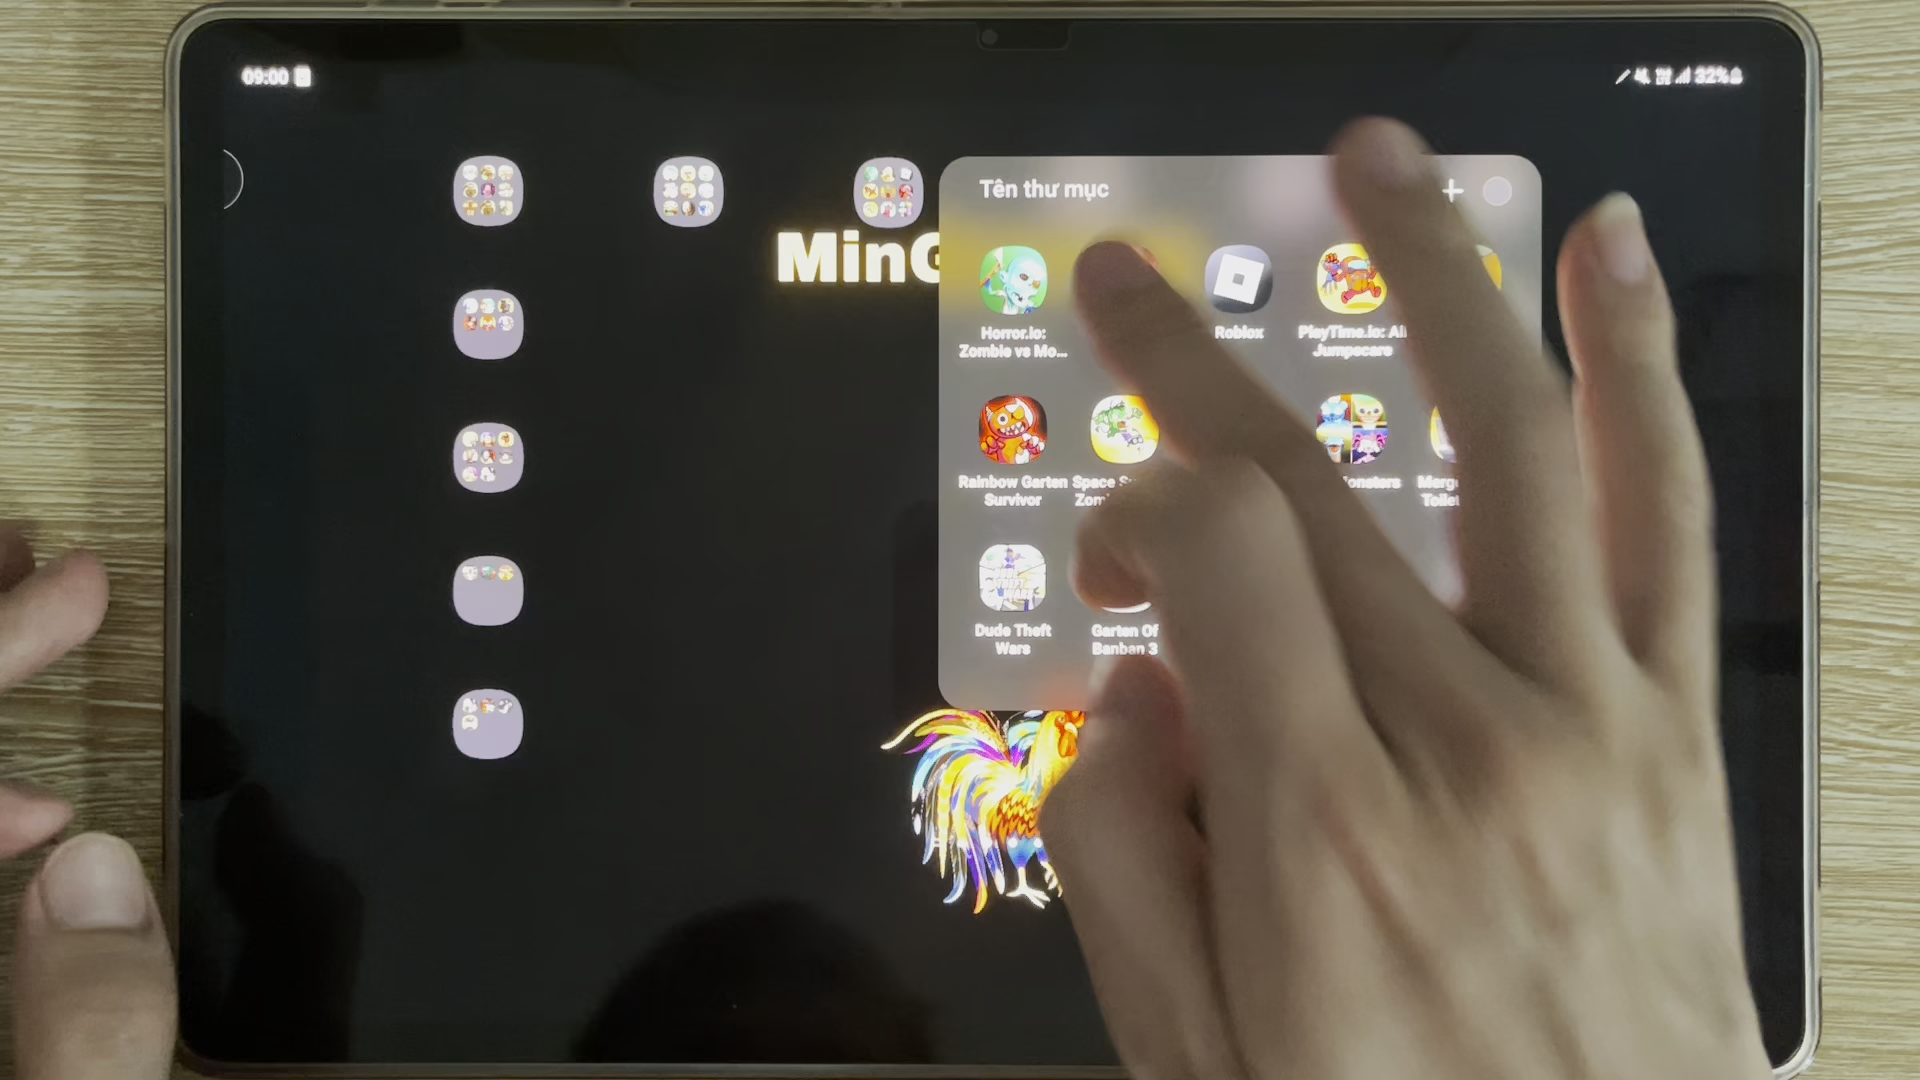 09:00
32%
Tên thư mục
MinG
Horror.io:
Zombie vs Mo...
Roblox
PlayTime.io: All
Jumpscare
Rainbow Garten
Survivor
Space
Dude Theft
Wars
Garten Of
Banban 3